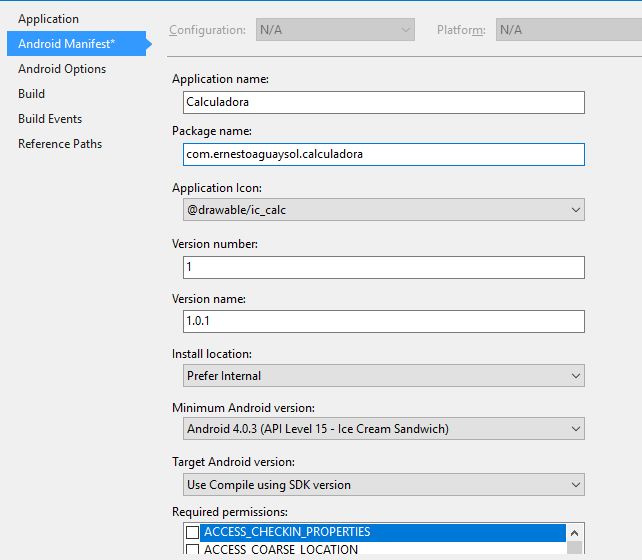 Application
Android Manifest*
Android Options
Build
Build Events
Reference Paths
Configuration: N/A Platform: N/A
Application name:
Calculadora
Package name:
com.ernestoaguaysol.calculadora
Application Icon:
@drawable/ic_calc
Version number:
1
Version name:
1.0.1
Install location:
Prefer Internal
Minimum Android version:
Android 4.0.3 (API Level 15 - Ice Cream Sandwich)
Target Android version:
Use Compile using SDK version
Required permissions:
ACCESS_CHECKIN_PROPERTIES
ACCESS_COARSE_LOCATION